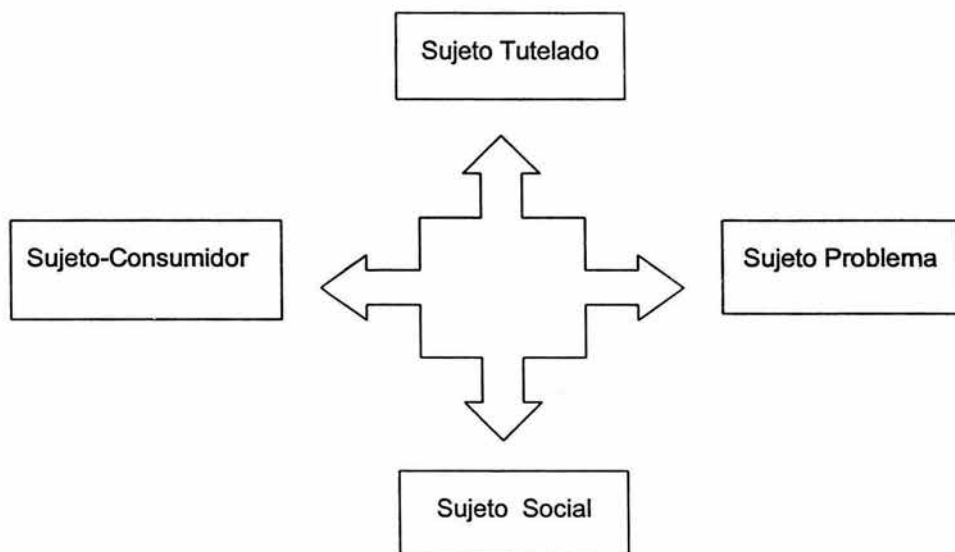 Sujeto Tutelado
Sujeto-Consumidor
Sujeto Problema
Sujeto Social